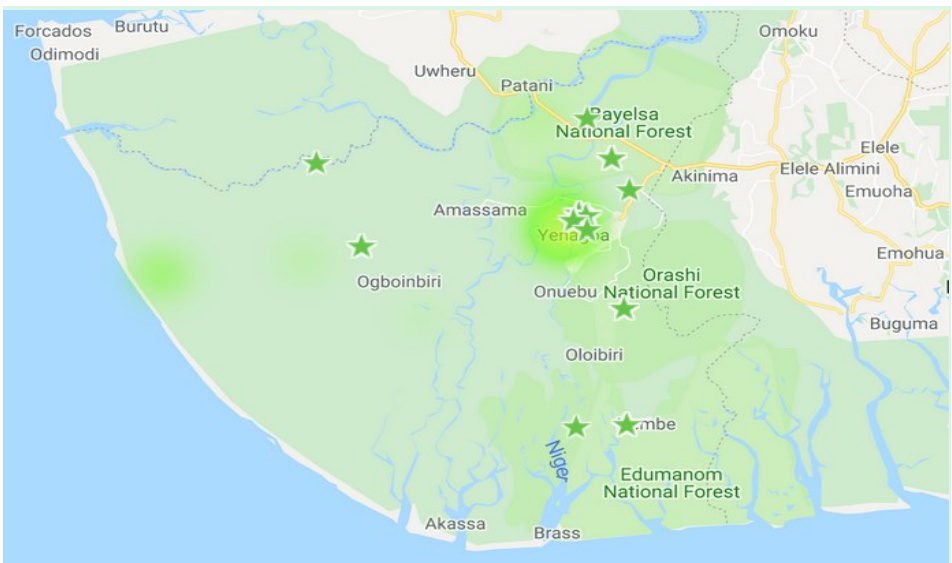 Forcados
Burutu
Odimodi
Omoku
Uwheru
Patani
Bayelsa
National Forest
Elele
Akinima
Elele Alimini
Emuoha
Amassama
Emohua
Ogboinbiri
Onuebu
Orashi
National Forest
Buguma
Oloibiri
Niger
Edumanom
National Forest
Akassa
Brass